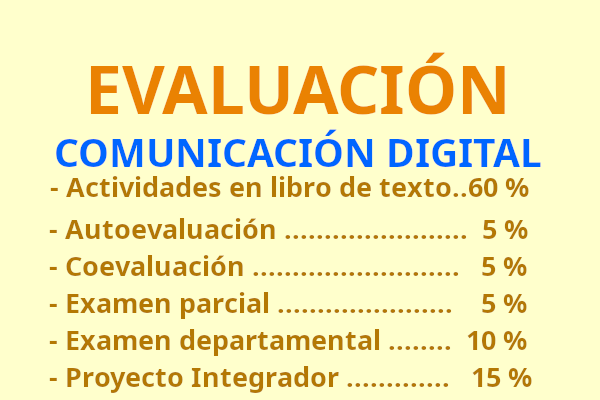 EVALUACIÓN
COMUNICACIÓN DIGITAL
- Actividades en libro de texto..60 %
- Autoevaluación ....................... 5 %
- Coevaluación .......................... 5 %
- Examen parcial ...................... 5 %
- Examen departamental ........ 10 %
- Proyecto Integrador ............. 15 %